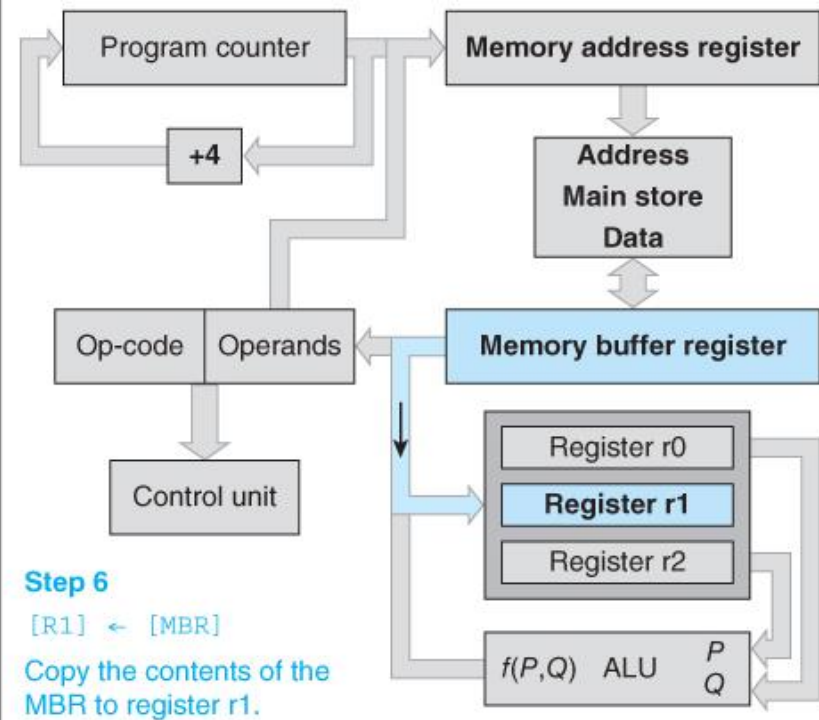 Program counter
Memory address register
+4
Address
Main store
Data
Op-code
Operands
Memory buffer register
Register r0
Control unit
Register r1
Register r2
Step 6
[R1] ← [MBR]
Copy the contents of the
MBR to register r1.
f(P,Q) ALU P
Q